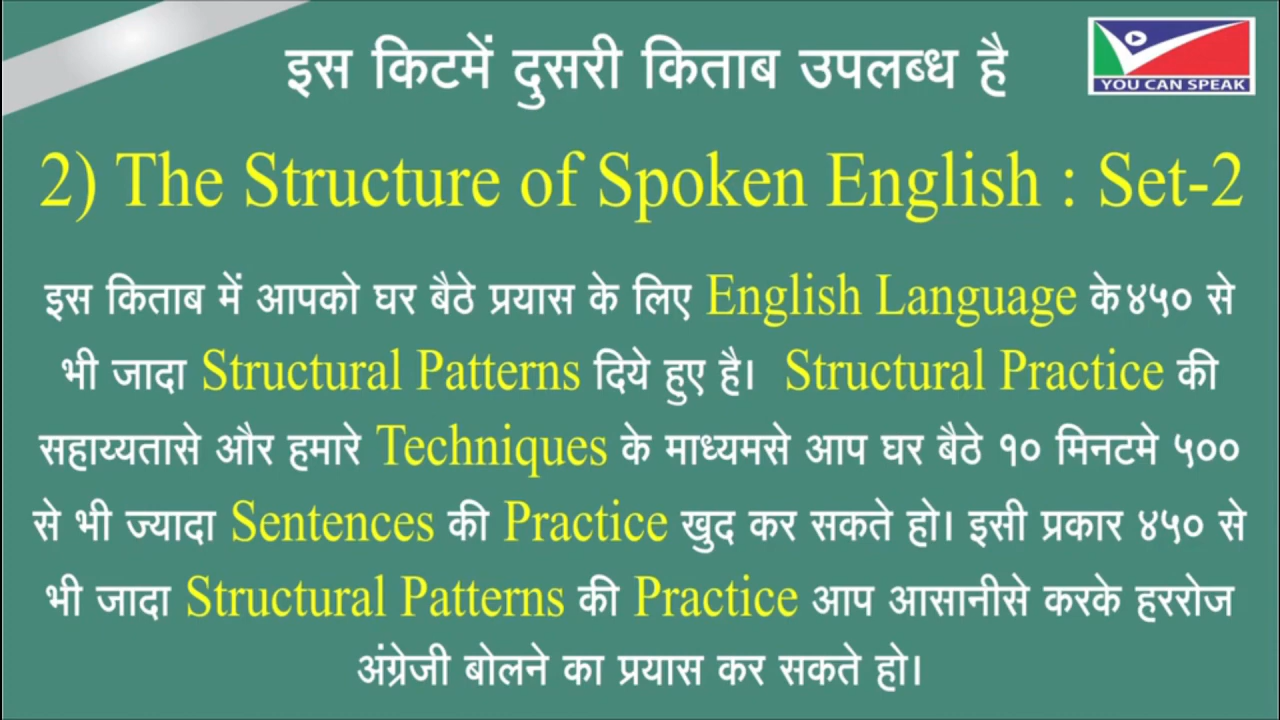 इस किटमें दुसरी किताब उपलब्ध है
YOU CAN SPEAK
2) The Structure of Spoken English : Set-2
इस किताब में आपको घर बैठे प्रयास के लिए English Language के४५० से
भी जादा Structural Patterns दिये हुए है। Structural Practice की
सहाय्यतासे और हमारे Techniques के माध्यमसे आप घर बैठे १० मिनटमे ५००
से भी ज्यादा Sentences की Practice खुद कर सकते हो। इसी प्रकार ४५० से
भी जादा Structural Patterns की Practice आप आसानीसे करके हररोज
अंग्रेजी बोलने का प्रयास कर सकते हो।